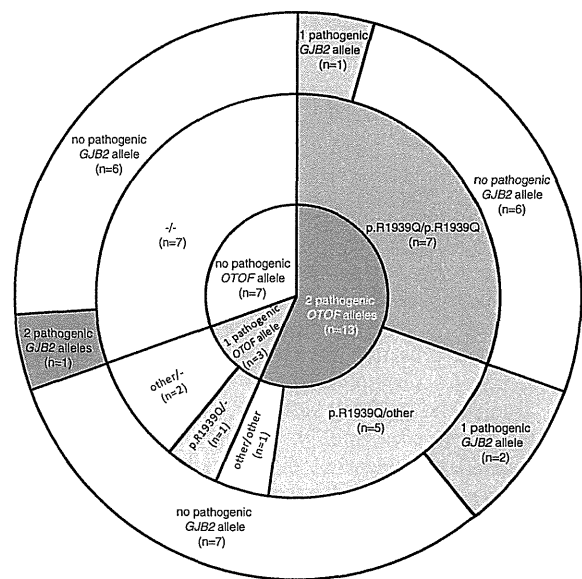 1 pathogenic
GJB2 allele
(n=1)
no pathogenic
GJB2 allele
(n=6)
no pathogenic
GJB2 allele
(n=6)
-/-
(n=7)
p.R1939Q/p.R1939Q
(n=7)
no pathogenic
OTOF allele
(n=7)
2 pathogenic
OTOF alleles
(n=13)
1 pathogenic
OTOF allele
(n=3)
2 pathogenic
GJB2 alleles
(n=1)
other/-
(n=2)
p.R1939Q/-
(n=1)
other/other
(n=1)
p.R1939Q/other
(n=5)
1 pathogenic
GJB2 allele
(n=2)
no pathogenic
GJB2 allele
(n=7)